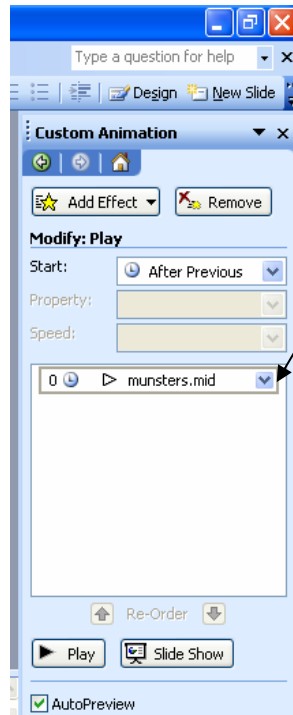 Type a question for help
Design New Slide
Custom Animation
Add Effect Remove
Modify: Play
Start: After Previous
Property:
Speed:
0 munsters.mid
Re-Order
Play Slide Show
AutoPreview